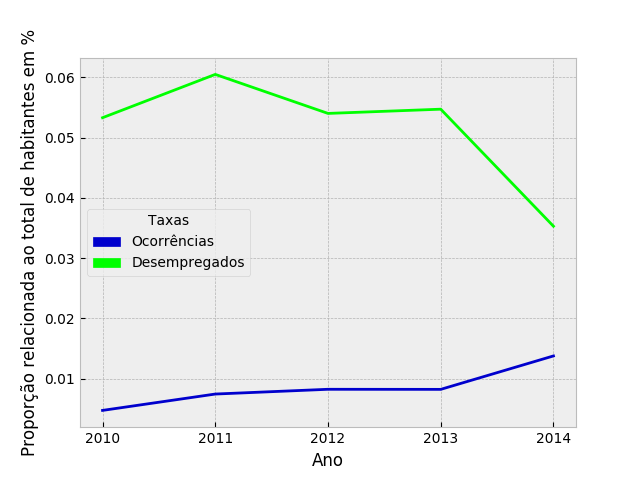 Proporção relacionada ao total de habitantes em %
0.06
0.05
0.04
0.03
0.02
0.01
Taxas
Ocorrências
Desempregados
2010 2011 2012 2013 2014
Ano